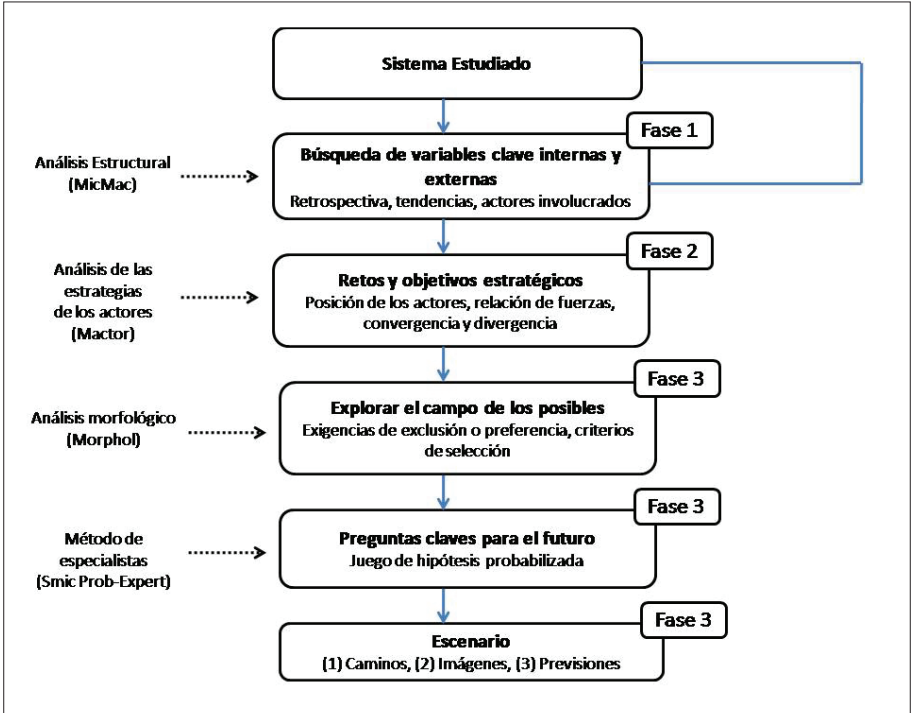 Sistema Estudiado
Fase 1
Búsqueda de variables clave internas y
externas
Retrospectiva, tendencias, actores involucrados
Análisis Estructural
(MicMac)
Fase 2
Retos y objetivos estratégicos
Posición de los actores, relación de fuerzas,
convergencia y divergencia
Análisis de las
estrategias
de los actores
(Mactor)
Fase 3
Explorar el campo de los posibles
Exigencias de exclusión o preferencia, criterios
de selección
Análisis morfológico
(Morphol)
Fase 3
Preguntas claves para el futuro
Juego de hipótesis probabilizada
Método de
especialistas
(Smic Prob-Expert)
Fase 3
Escenario
(1) Caminos, (2) Imágenes, (3) Previsiones